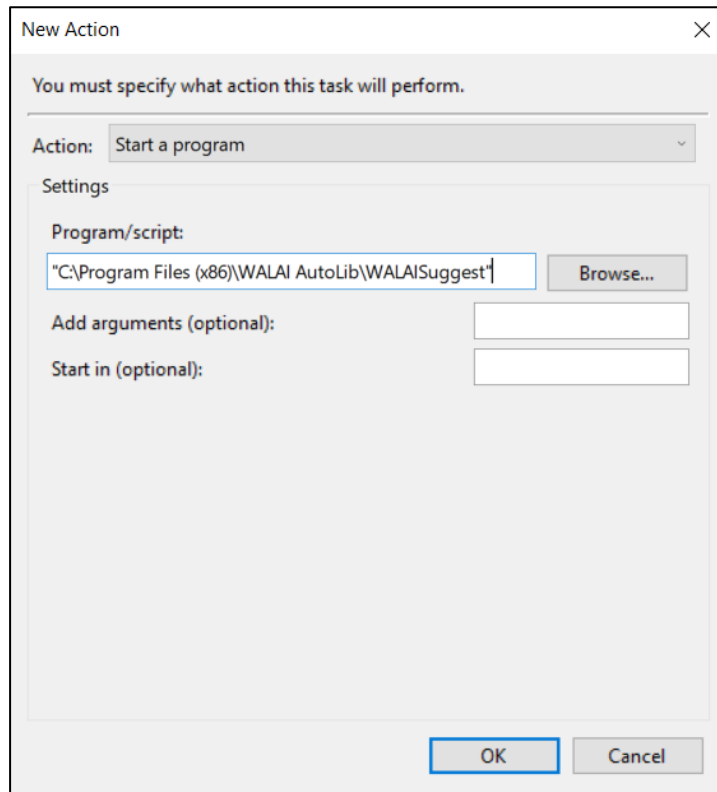 New Action
You must specify what action this task will perform.
Action: Start a program
Settings
Program/script:
"C:\Program Files (x86)\WALAI AutoLib\WALAISuggest" Browse...
Add arguments (optional):
Start in (optional):
OK Cancel